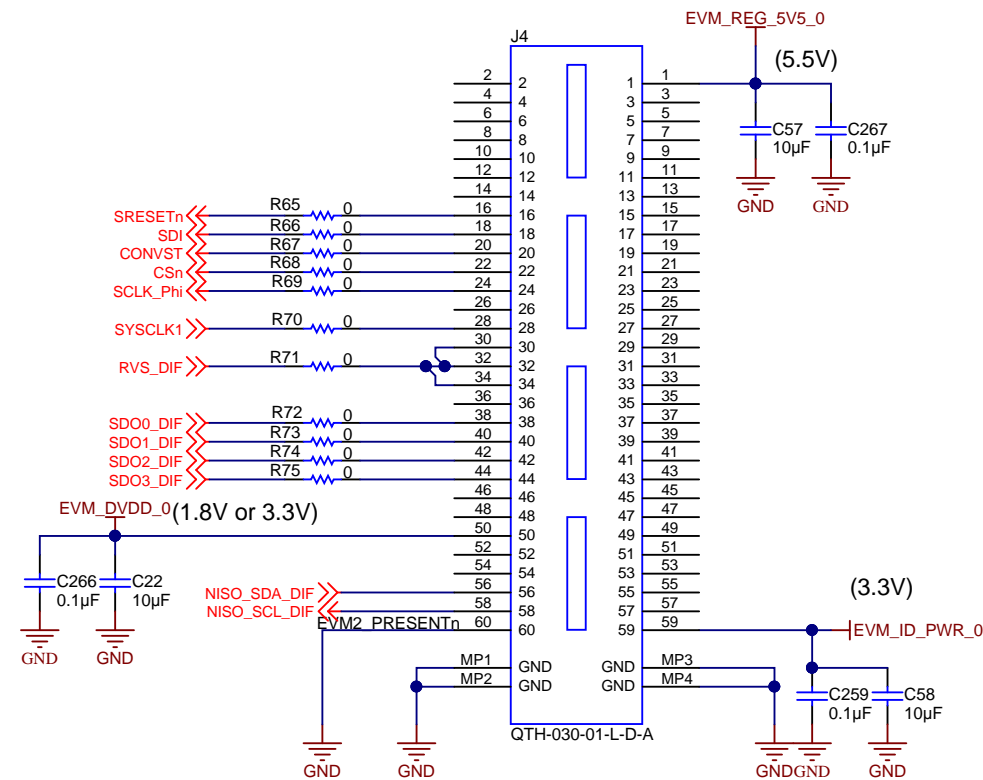 EVM_REG_5V5_0
J4
(5.5V)
2 2 1 1
4 4 3 3
6 6 5 5
8 8 7 7
10 10 9 9
12 12 11 11
14 14 13 13
C57 10µF
C267 0.1µF
GND GND
SRESETn R65 0 16 16 15 15
SDI R66 0 18 18 17 17
CONVST R67 0 20 20 19 19
CSn R68 0 22 22 21 21
SCLK_Phi R69 0 24 24 23 23
26 26 25 25
SYSCLK1 R70 0 28 28 27 27
30 30 29 29
RVS_DIF R71 0 32 32 31 31
34 34 33 33
36 36 35 35
SDO0_DIF R72 0 38 38 37 37
SDO1_DIF R73 0 40 40 39 39
SDO2_DIF R74 0 42 42 41 41
SDO3_DIF R75 0 44 44 43 43
46 46 45 45
EVM_DVDD_0 (1.8V or 3.3V)
48 48 47 47
50 50 49 49
52 52 51 51
54 54 53 53
C266 0.1µF
C22 10µF
GND GND
NISO_SDA_DIF 56 56 55 55
NISO_SCL_DIF 58 58 57 57
(3.3V)
EVM2_PRESENTn 60 60 59 59 EVM_ID_PWR_0
MP1 GND GND MP3
MP2 GND GND MP4
C259 0.1µF
C58 10µF
QTH-030-01-L-D-A
GND GND GND GND GND